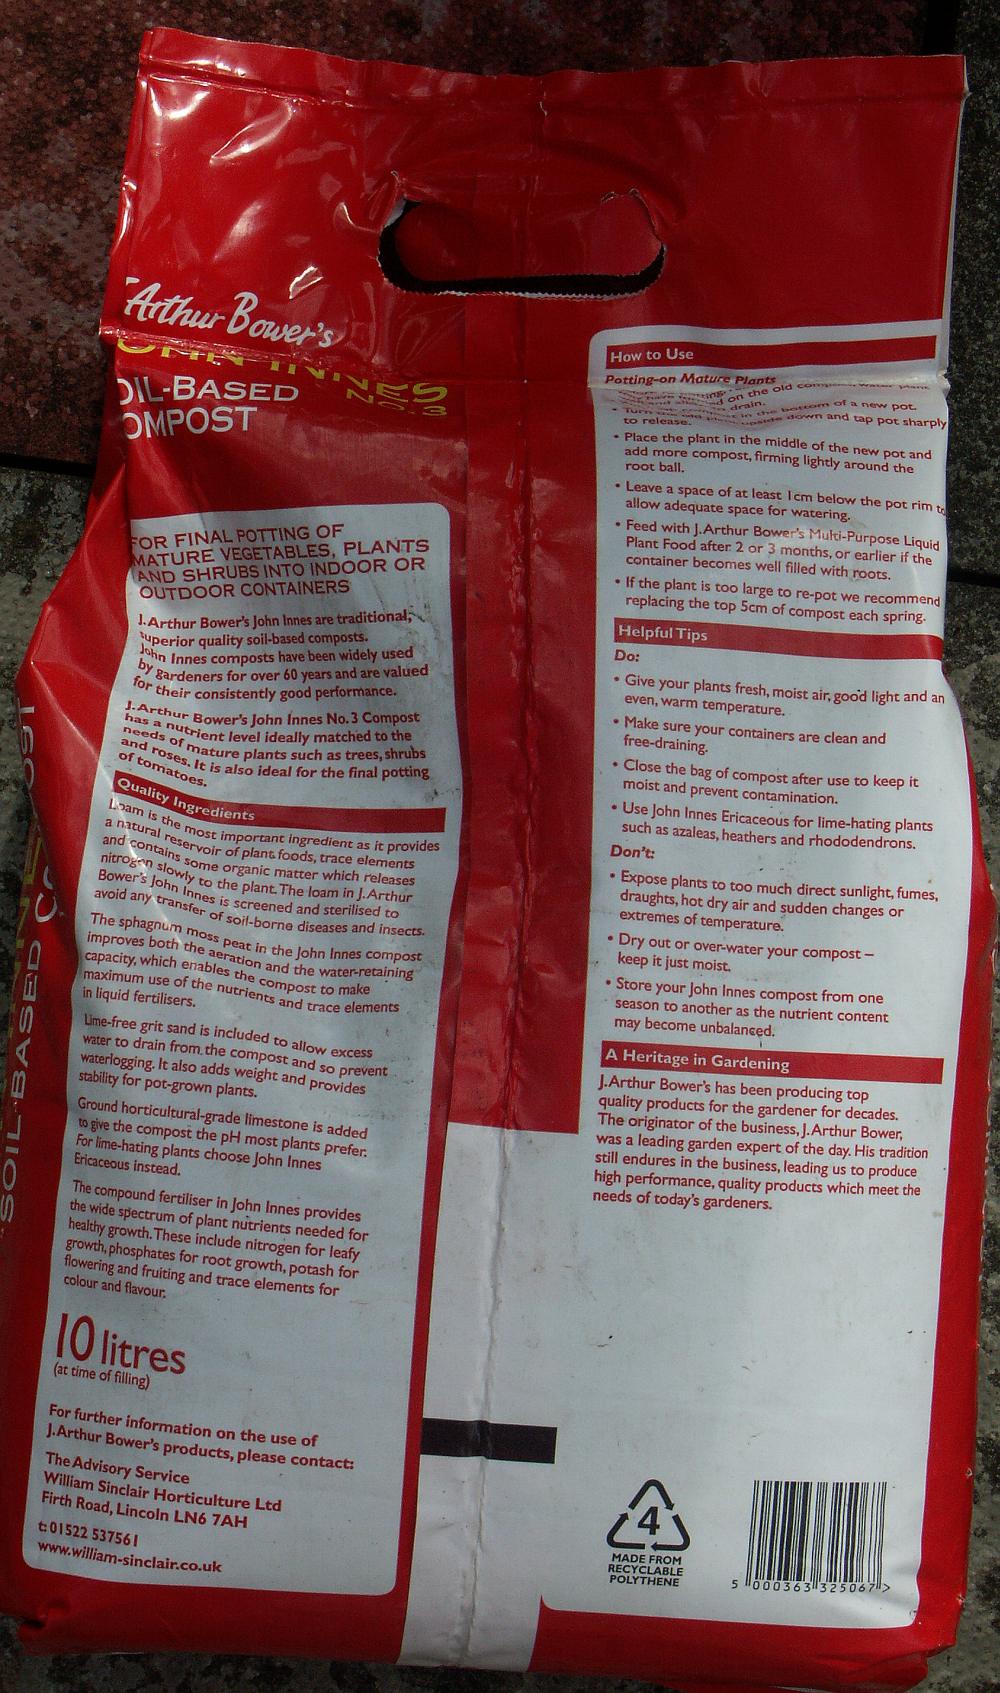 J.Arthur Bower's
JOHN INNES
NO.3
OIL-BASED
OMPOST
FOR FINAL POTTING OF
MATURE VEGETABLES, PLANTS
AND SHRUBS INTO INDOOR OR
OUTDOOR CONTAINERS
J.Arthur Bower's John Innes are traditional,
superior quality soil-based composts.
John Innes composts have been widely used
by gardeners for over 60 years and are valued
for their consistently good performance.
J.Arthur Bower's John Innes No.3 Compost
has a nutrient level ideally matched to the
needs of mature plants such as trees, shrubs
and roses. It is also ideal for the final potting
of tomatoes.
Quality Ingredients
Loam is the most important ingredient as it provides
a natural reservoir of plant foods, trace elements
and contains some organic matter which releases
nitrogen slowly to the plant. The loam in J.Arthur
Bower's John Innes is screened and sterilised to
avoid any transfer of soil-borne diseases and insects.
The sphagnum moss peat in the John Innes compost
improves both the aeration and the water-retaining
capacity, which enables the compost to make
maximum use of the nutrients and trace elements
in liquid fertilisers.
Lime-free grit sand is included to allow excess
water to drain from the compost and so prevent
waterlogging. It also adds weight and provides
stability for pot-grown plants.
Ground horticultural-grade limestone is added
to give the compost the pH most plants prefer.
For lime-hating plants choose John Innes
Ericaceous instead.
The compound fertiliser in John Innes provides
the wide spectrum of plant nutrients needed for
healthy growth. These include nitrogen for leafy
growth, phosphates for root growth, potash for
flowering and fruiting and trace elements for
colour and flavour.
10 litres
(at time of filling)
For further information on the use of
J.Arthur Bower's products, please contact:
The Advisory Service
William Sinclair Horticulture Ltd
Firth Road, Lincoln LN6 7AH
t: 01522 537561
www.william-sinclair.co.uk
SOIL-BASED CO
How to Use
Potting-on Mature Plants
on the old compost, water
drain.
in the bottom of a new pot.
• Turn upside down and tap pot sharply
to release.
• Place the plant in the middle of the new pot and
add more compost, firming lightly around the
root ball.
• Leave a space of at least 1cm below the pot rim to
allow adequate space for watering.
• Feed with J.Arthur Bower's Multi-Purpose Liquid
Plant Food after 2 or 3 months, or earlier if the
container becomes well filled with roots.
• If the plant is too large to re-pot we recommend
replacing the top 5cm of compost each spring.
Helpful Tips
Do:
• Give your plants fresh, moist air, good light and an
even, warm temperature.
• Make sure your containers are clean and
free-draining.
• Close the bag of compost after use to keep it
moist and prevent contamination.
• Use John Innes Ericaceous for lime-hating plants
such as azaleas, heathers and rhododendrons.
Don't:
• Expose plants to too much direct sunlight, fumes,
draughts, hot dry air and sudden changes or
extremes of temperature.
• Dry out or over-water your compost –
keep it just moist.
• Store your John Innes compost from one
season to another as the nutrient content
may become unbalanced.
A Heritage in Gardening
J.Arthur Bower's has been producing top
quality products for the gardener for decades.
The originator of the business, J.Arthur Bower,
was a leading garden expert of the day. His tradition
still endures in the business, leading us to produce
high performance, quality products which meet the
needs of today's gardeners.
4
MADE FROM
RECYCLABLE
POLYTHENE
5 000363 325067 >